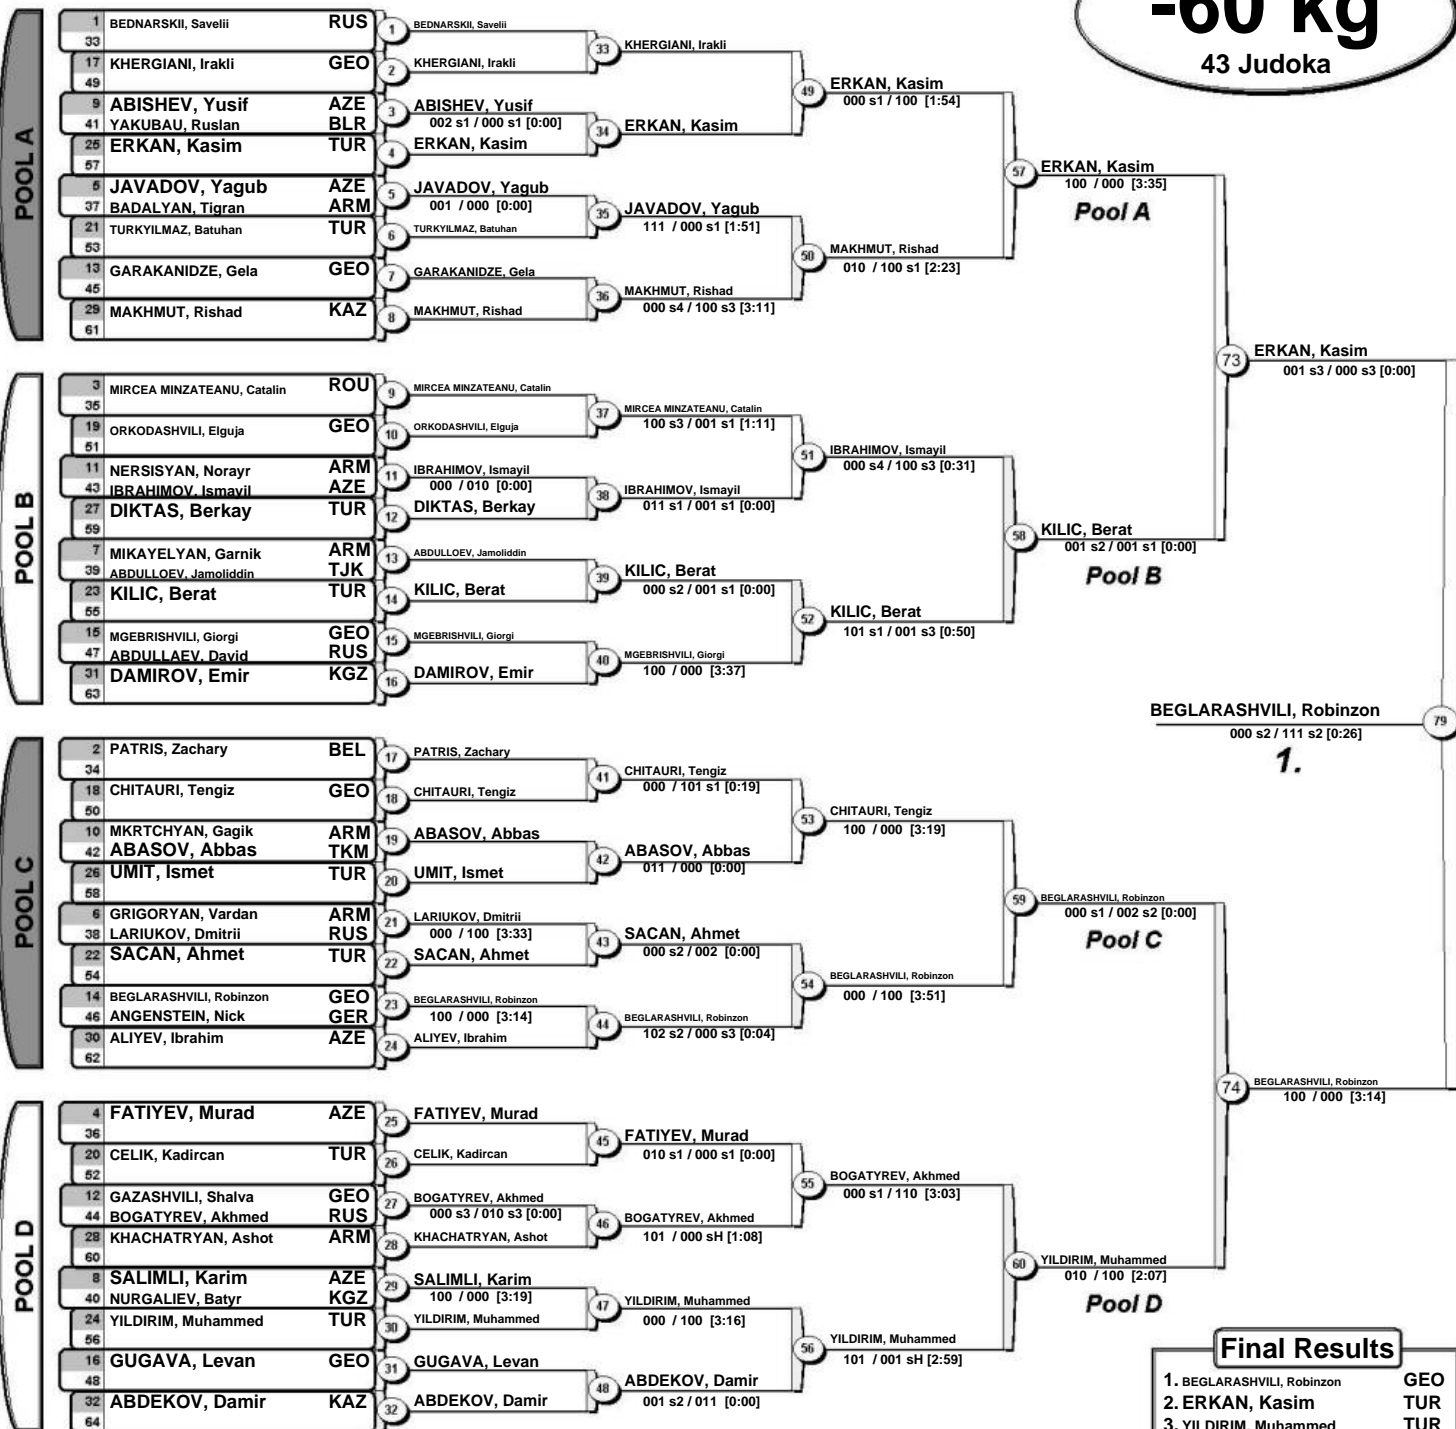 -60 kg
43 Judoka
POOL A
1 BEDNARSKII, Savelii RUS
33
17 KHERGIANI, Irakli GEO
49
9 ABISHEV, Yusif AZE
41 YAKUBAU, Ruslan BLR
25 ERKAN, Kasim TUR
57
5 JAVADOV, Yagub AZE
37 BADALYAN, Tigran ARM
21 TURKYILMAZ, Batuhan TUR
53
13 GARAKANIDZE, Gela GEO
45
29 MAKHMUT, Rishad KAZ
61
1 BEDNARSKII, Savelii
2 KHERGIANI, Irakli
3 ABISHEV, Yusif
002 s1 / 000 s1 [0:00]
4 ERKAN, Kasim
5 JAVADOV, Yagub
001 / 000 [0:00]
6 TURKYILMAZ, Batuhan
7 GARAKANIDZE, Gela
8 MAKHMUT, Rishad
33 KHERGIANI, Irakli
34 ERKAN, Kasim
35 JAVADOV, Yagub
111 / 000 s1 [1:51]
36 MAKHMUT, Rishad
000 s4 / 100 s3 [3:11]
49 ERKAN, Kasim
000 s1 / 100 [1:54]
50 MAKHMUT, Rishad
010 / 100 s1 [2:23]
57 ERKAN, Kasim
100 / 000 [3:35]
Pool A
POOL B
3 MIRCEA MINZATEANU, Catalin ROU
35
19 ORKODASHVILI, Elguja GEO
51
11 NERSISYAN, Norayr ARM
43 IBRAHIMOV, Ismayil AZE
27 DIKTAS, Berkay TUR
59
7 MIKAYELYAN, Garnik ARM
39 ABDULLOEV, Jamoliddin TJK
23 KILIC, Berat TUR
55
15 MGEBRISHVILI, Giorgi GEO
47 ABDULLAEV, David RUS
31 DAMIROV, Emir KGZ
63
9 MIRCEA MINZATEANU, Catalin
10 ORKODASHVILI, Elguja
11 IBRAHIMOV, Ismayil
000 / 010 [0:00]
12 DIKTAS, Berkay
13 ABDULLOEV, Jamoliddin
14 KILIC, Berat
15 MGEBRISHVILI, Giorgi
16 DAMIROV, Emir
37 MIRCEA MINZATEANU, Catalin
100 s3 / 001 s1 [1:11]
38 IBRAHIMOV, Ismayil
011 s1 / 001 s1 [0:00]
39 KILIC, Berat
000 s2 / 001 s1 [0:00]
40 MGEBRISHVILI, Giorgi
100 / 000 [3:37]
51 IBRAHIMOV, Ismayil
000 s4 / 100 s3 [0:31]
52 KILIC, Berat
101 s1 / 001 s3 [0:50]
58 KILIC, Berat
001 s2 / 001 s1 [0:00]
Pool B
73 ERKAN, Kasim
001 s3 / 000 s3 [0:00]
BEGLARASHVILI, Robinzon 79
000 s2 / 111 s2 [0:26]
1.
POOL C
2 PATRIS, Zachary BEL
34
18 CHITAURI, Tengiz GEO
50
10 MKRTCHYAN, Gagik ARM
42 ABASOV, Abbas TKM
26 UMIT, Ismet TUR
58
6 GRIGORYAN, Vardan ARM
38 LARIUKOV, Dmitrii RUS
22 SACAN, Ahmet TUR
54
14 BEGLARASHVILI, Robinzon GEO
46 ANGENSTEIN, Nick GER
30 ALIYEV, Ibrahim AZE
62
17 PATRIS, Zachary
18 CHITAURI, Tengiz
19 ABASOV, Abbas
20 UMIT, Ismet
21 LARIUKOV, Dmitrii
000 / 100 [3:33]
22 SACAN, Ahmet
23 BEGLARASHVILI, Robinzon
100 / 000 [3:14]
24 ALIYEV, Ibrahim
41 CHITAURI, Tengiz
000 / 101 s1 [0:19]
42 ABASOV, Abbas
011 / 000 [0:00]
43 SACAN, Ahmet
000 s2 / 002 [0:00]
44 BEGLARASHVILI, Robinzon
102 s2 / 000 s3 [0:04]
53 CHITAURI, Tengiz
100 / 000 [3:19]
54 BEGLARASHVILI, Robinzon
000 / 100 [3:51]
59 BEGLARASHVILI, Robinzon
000 s1 / 002 s2 [0:00]
Pool C
POOL D
4 FATIYEV, Murad AZE
36
20 CELIK, Kadircan TUR
52
12 GAZASHVILI, Shalva GEO
44 BOGATYREV, Akhmed RUS
28 KHACHATRYAN, Ashot ARM
60
8 SALIMLI, Karim AZE
40 NURGALIEV, Batyr KGZ
24 YILDIRIM, Muhammed TUR
56
16 GUGAVA, Levan GEO
48
32 ABDEKOV, Damir KAZ
64
25 FATIYEV, Murad
26 CELIK, Kadircan
27 BOGATYREV, Akhmed
000 s3 / 010 s3 [0:00]
28 KHACHATRYAN, Ashot
29 SALIMLI, Karim
100 / 000 [3:19]
30 YILDIRIM, Muhammed
31 GUGAVA, Levan
32 ABDEKOV, Damir
45 FATIYEV, Murad
010 s1 / 000 s1 [0:00]
46 BOGATYREV, Akhmed
101 / 000 sH [1:08]
47 YILDIRIM, Muhammed
000 / 100 [3:16]
48 ABDEKOV, Damir
001 s2 / 011 [0:00]
55 BOGATYREV, Akhmed
000 s1 / 110 [3:03]
56 YILDIRIM, Muhammed
101 / 001 sH [2:59]
60 YILDIRIM, Muhammed
010 / 100 [2:07]
Pool D
74 BEGLARASHVILI, Robinzon
100 / 000 [3:14]
Final Results
1. BEGLARASHVILI, Robinzon GEO
2. ERKAN, Kasim TUR
3. YILDIRIM, Muhammed TUR